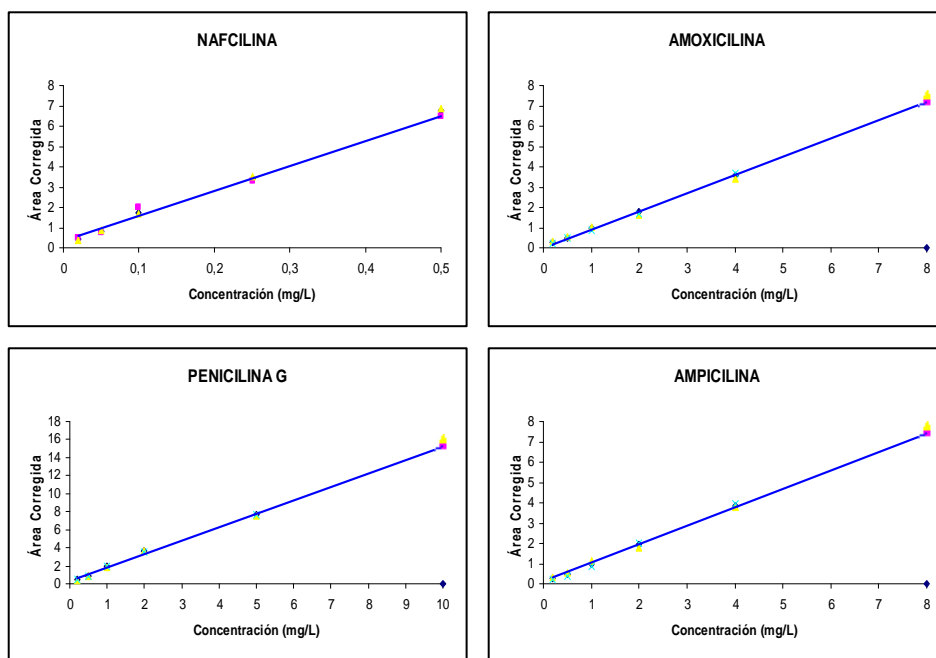 NAFCILINA
8
7
6
5
4
3
2
1
0
0 0,1 0,2 0,3 0,4 0,5
Área Corregida
Concentración (mg/L)
AMOXICILINA
8
7
6
5
4
3
2
1
0
0 1 2 3 4 5 6 7 8
Área Corregida
Concentración (mg/L)
PENICILINA G
18
16
14
12
10
8
6
4
2
0
0 1 2 3 4 5 6 7 8 9 10
Área Corregida
Concentración (mg/L)
AMPICILINA
8
7
6
5
4
3
2
1
0
0 1 2 3 4 5 6 7 8
Área Corregida
Concentración (mg/L)